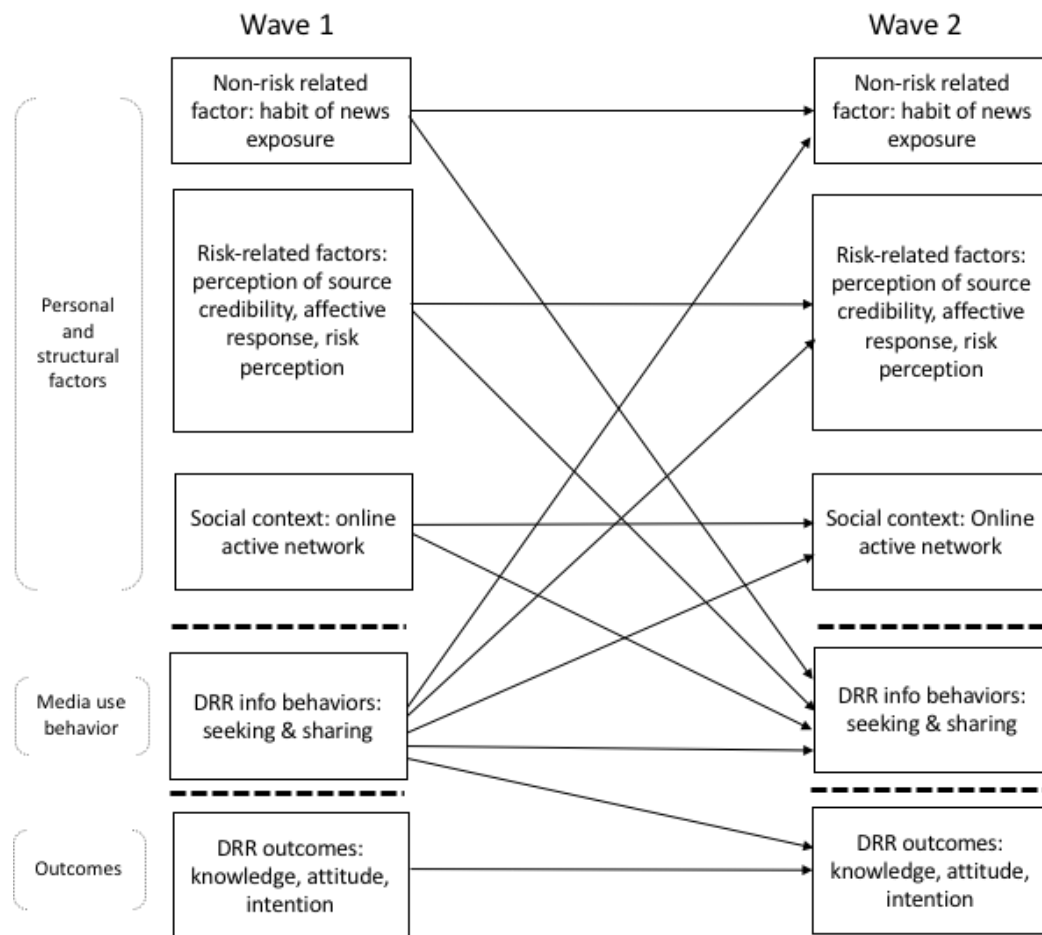 Wave 1
Wave 2
Non-risk related
factor: habit of news
exposure
Non-risk related
factor: habit of news
exposure
Personal
and
structural
factors
Risk-related factors:
perception of source
credibility, affective
response, risk
perception
Risk-related factors:
perception of source
credibility, affective
response, risk
perception
Social context: online
active network
Social context: Online
active network
Media use
behavior
DRR info behaviors:
seeking & sharing
DRR info behaviors:
seeking & sharing
Outcomes
DRR outcomes:
knowledge, attitude,
intention
DRR outcomes:
knowledge, attitude,
intention